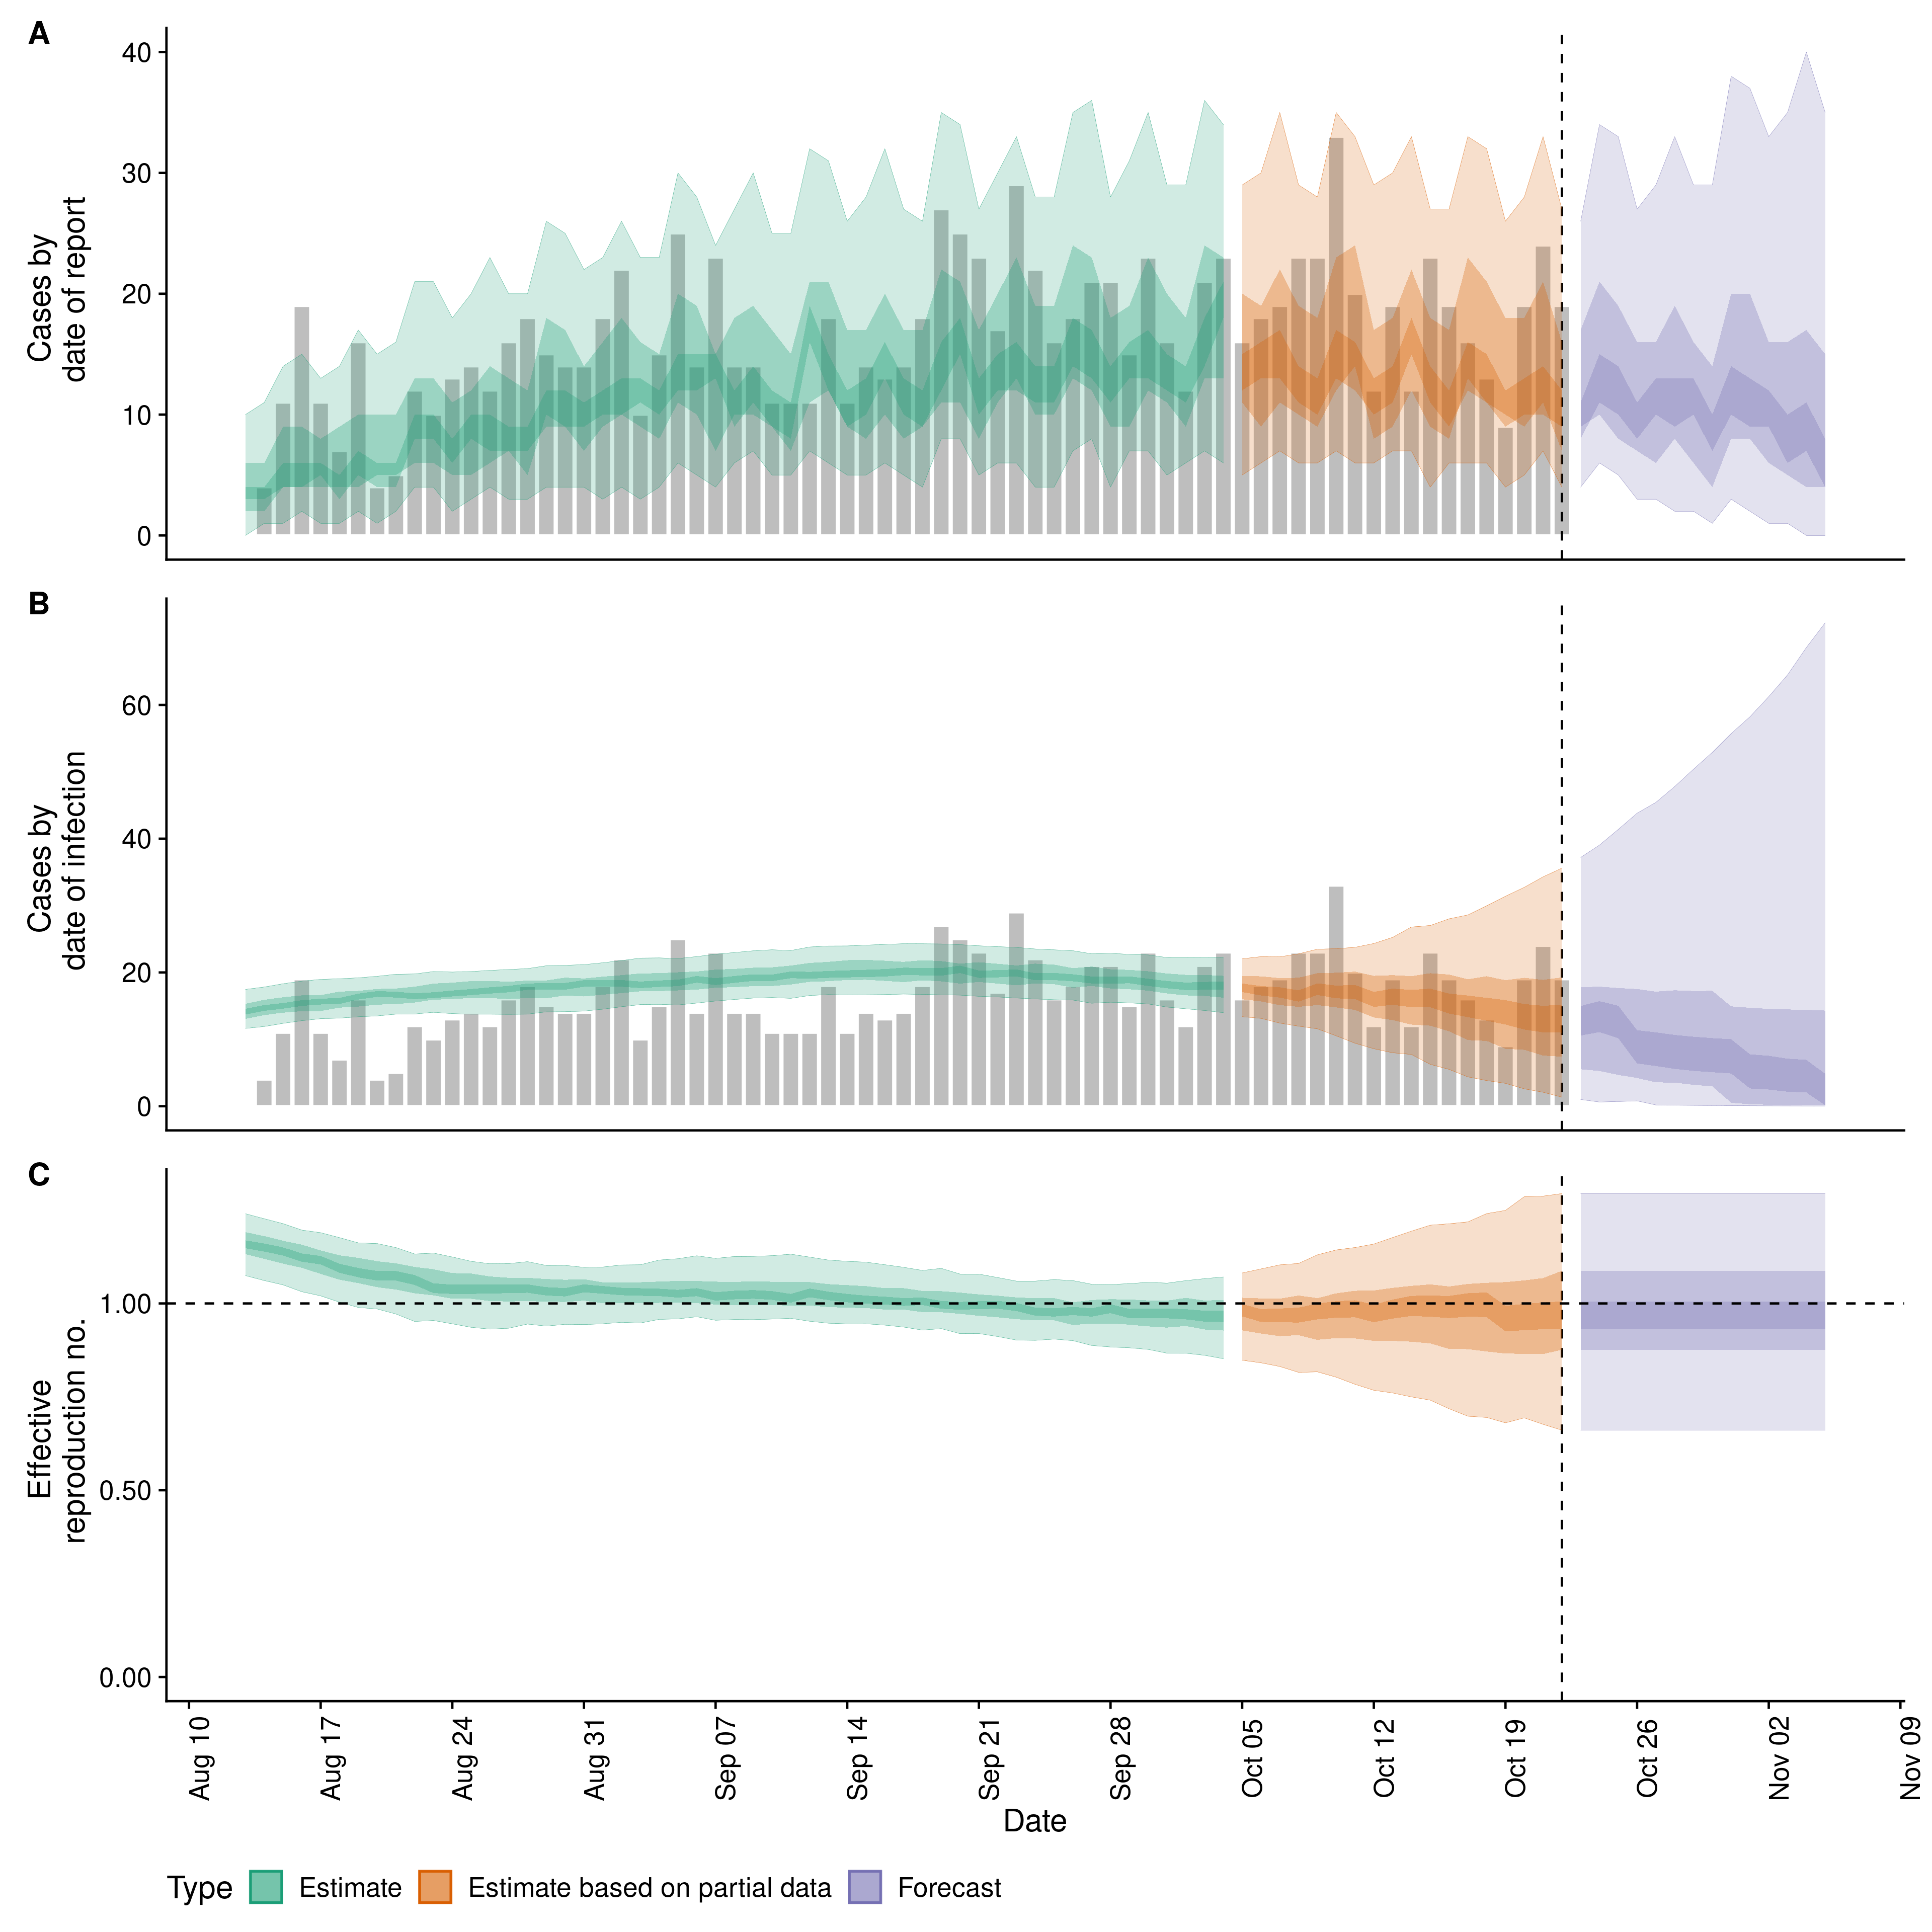 A
40
30
20
10
0
Cases by
date of report
B
60
40
20
0
Cases by
date of infection
C
1.00
0.50
0.00
Effective
reproduction no.
Aug 10
Aug 17
Aug 24
Aug 31
Sep 07
Sep 14
Sep 21
Sep 28
Oct 05
Oct 12
Oct 19
Oct 26
Nov 02
Nov 09
Date
Type Estimate Estimate based on partial data Forecast